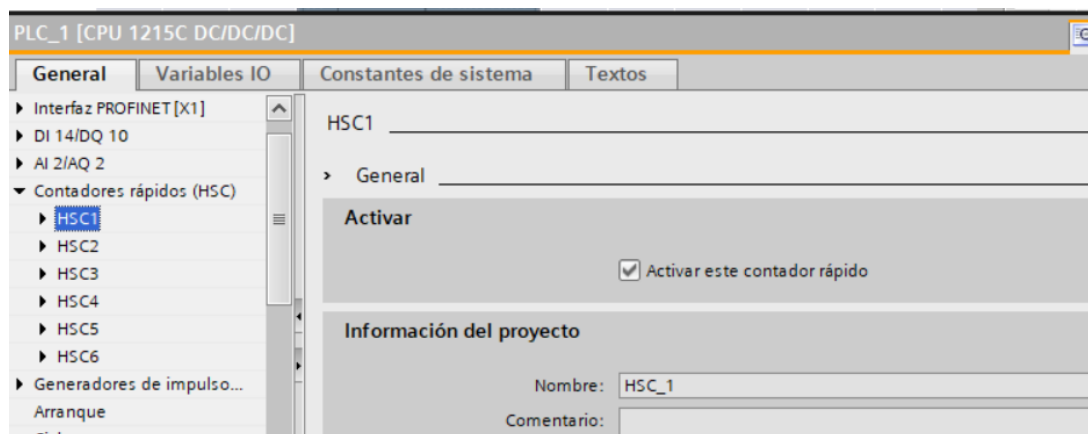 PLC_1 [CPU 1215C DC/DC/DC]
General Variables IO Constantes de sistema Textos
Interfaz PROFINET [X1]
DI 14/DQ 10
AI 2/AQ 2
Contadores rápidos (HSC)
HSC1
HSC2
HSC3
HSC4
HSC5
HSC6
Generadores de impulso...
Arranque
HSC1
General
Activar
Activar este contador rápido
Información del proyecto
Nombre: HSC_1
Comentario: